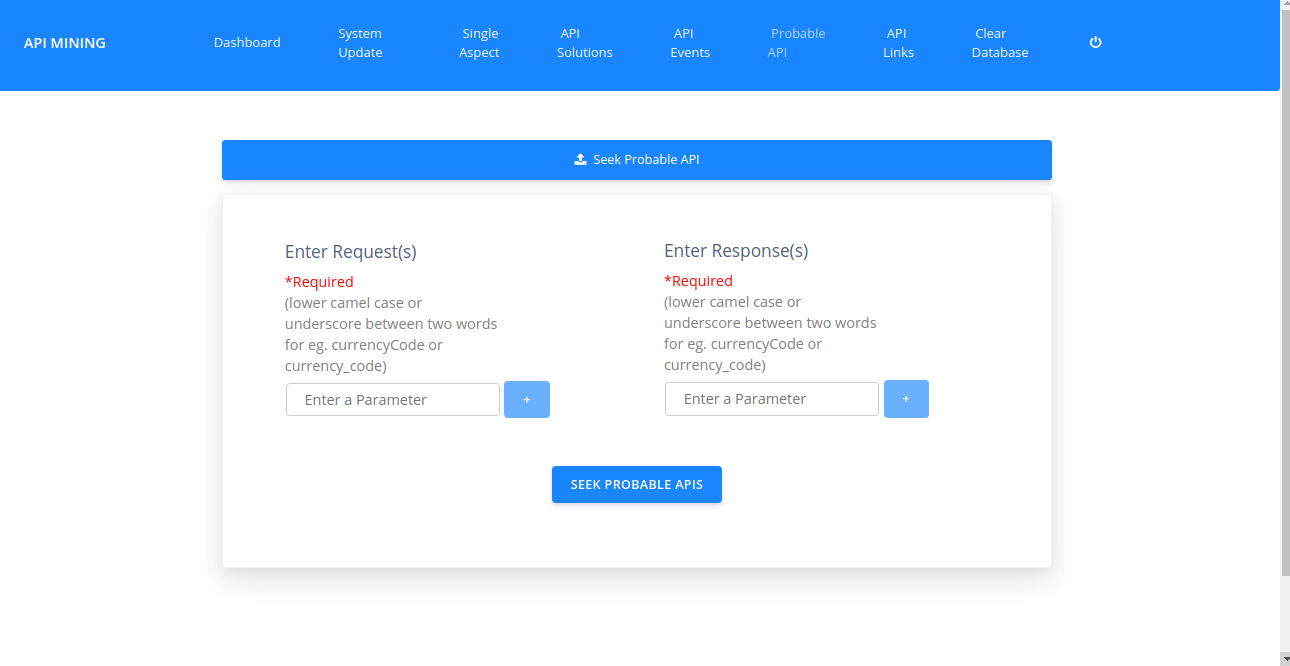 API MINING
Dashboard
System
Update
Single
Aspect
API
Solutions
API
Events
Probable
API
API
Links
Clear
Database
Seek Probable API
Enter Request(s)
*Required
(lower camel case or
underscore between two words
for eg. currencyCode or
currency_code)
Enter a Parameter
+
Enter Response(s)
*Required
(lower camel case or
underscore between two words
for eg. currencyCode or
currency_code)
Enter a Parameter
+
SEEK PROBABLE APIS